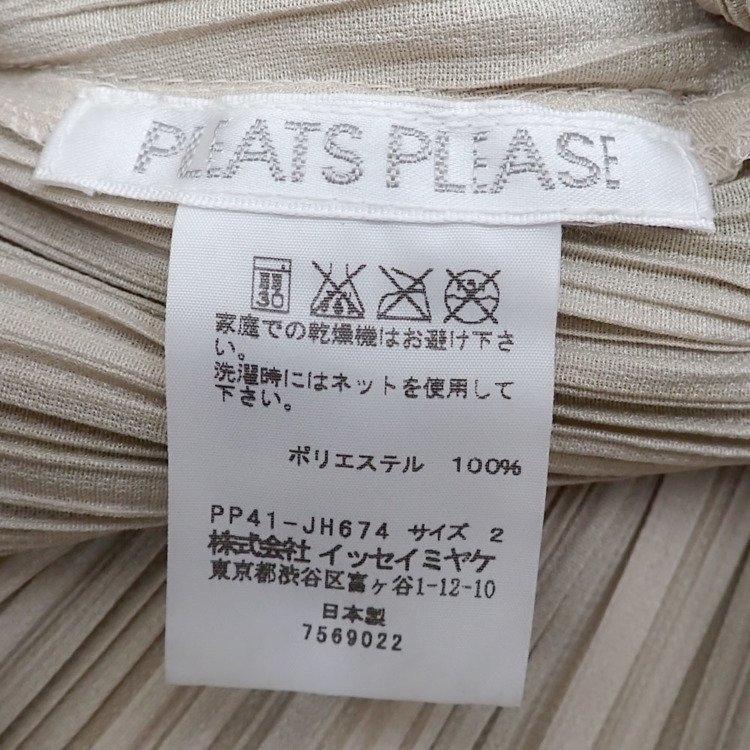 PLEATS PLEASE
30
家庭での乾燥機はお避け下さ
い。
洗濯時にはネットを使用して
下さい。
ポリエステル 100%
PP41-JH674 サイズ 2
株式会社 イッセイミヤケ
東京都渋谷区富ヶ谷1-12-10
日本製
7569022